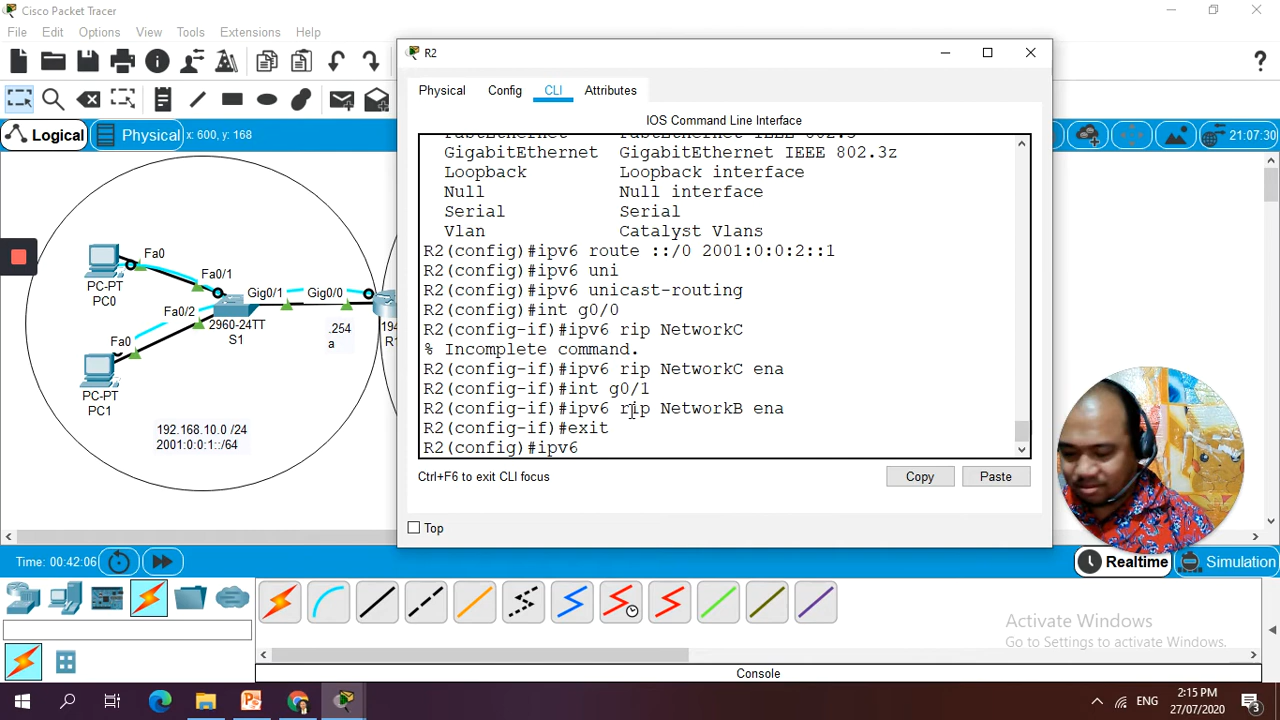 Cisco Packet Tracer
File Edit Options View Tools Extensions Help
Logical
Physical x: 600, y: 168
21:07:30
R2
Physical Config CLI Attributes
IOS Command Line Interface
FastEthernet FastEthernet IEEE 802.3
GigabitEthernet GigabitEthernet IEEE 802.3z
Loopback Loopback interface
Null Null interface
Serial Serial
Vlan Catalyst Vlans
R2(config)#ipv6 route ::/0 2001:0:0:2::1
R2(config)#ipv6 uni
R2(config)#ipv6 unicast-routing
R2(config)#int g0/0
R2(config-if)#ipv6 rip NetworkC
% Incomplete command.
R2(config-if)#ipv6 rip NetworkC ena
R2(config-if)#int g0/1
R2(config-if)#ipv6 rip NetworkB ena
R2(config-if)#exit
R2(config)#ipv6
Ctrl+F6 to exit CLI focus
Copy
Paste
Top
Fa0
PC-PT
PC0
Fa0/1
Gig0/1
Gig0/0
Fa0/2
2960-24TT
S1
.254
a
194
R1
Fa0
PC-PT
PC1
192.168.10.0 /24
2001:0:0:1::/64
Time: 00:42:06
Realtime
Simulation
Activate Windows
Go to Settings to activate Windows.
Console
ENG
2:15 PM
27/07/2020
3